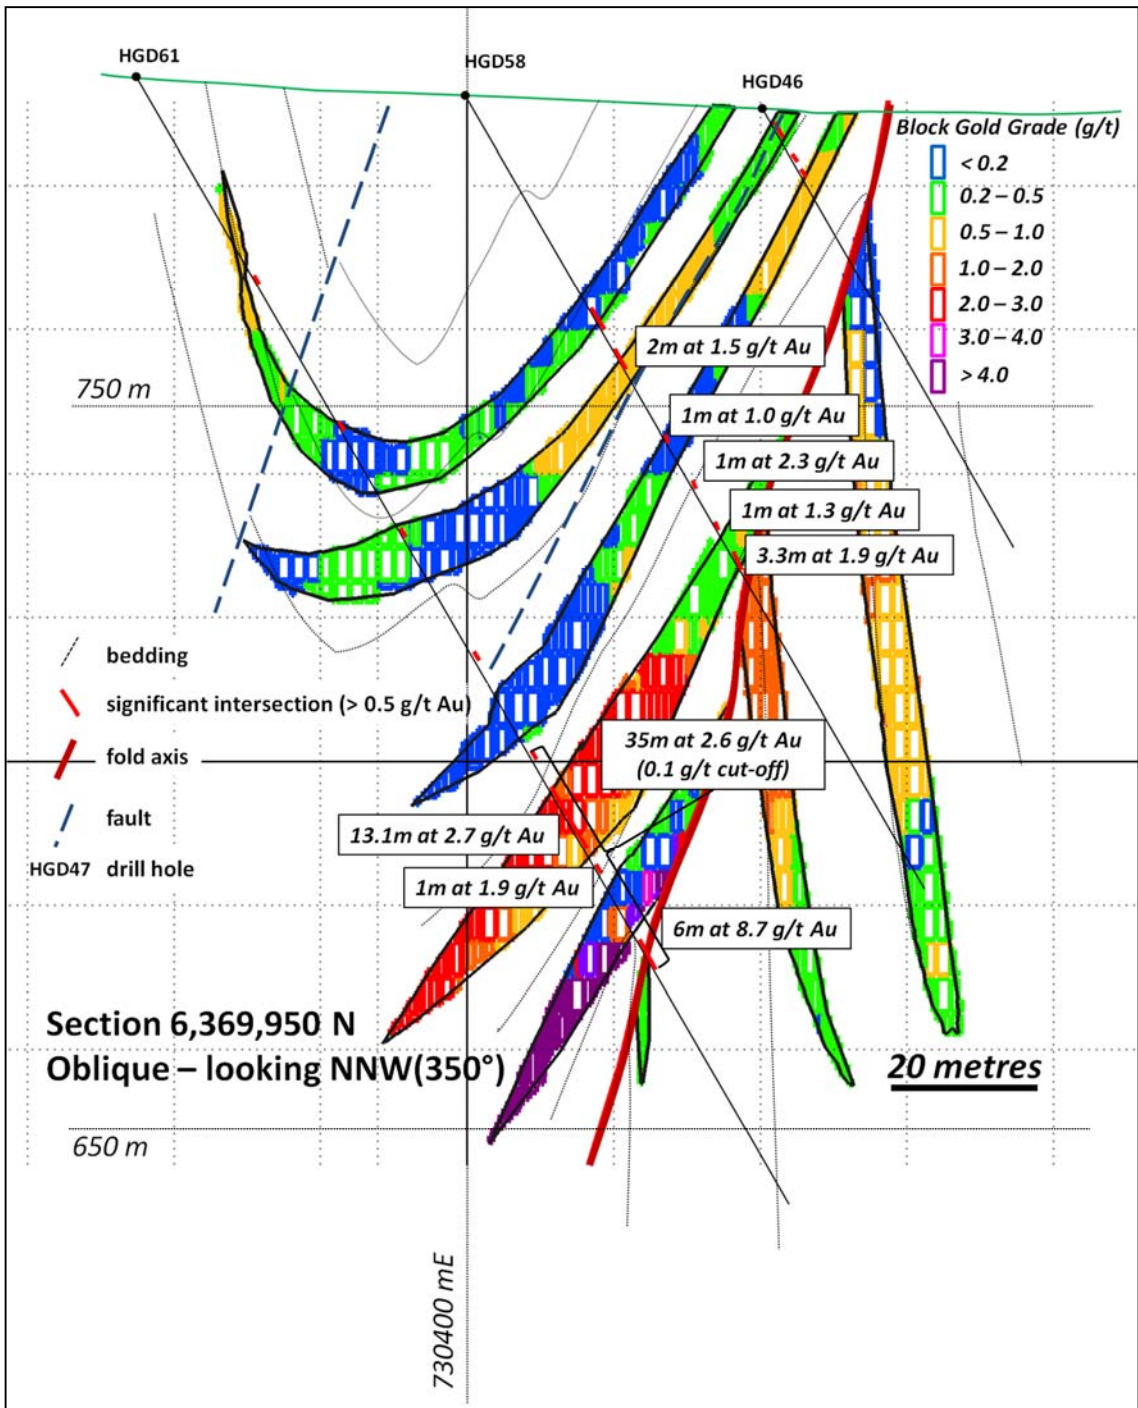 HGD61
HGD58
HGD46
Block Gold Grade (g/t)
< 0.2
0.2 – 0.5
0.5 – 1.0
1.0 – 2.0
2.0 – 3.0
3.0 – 4.0
> 4.0
2m at 1.5 g/t Au
750 m
1m at 1.0 g/t Au
1m at 2.3 g/t Au
1m at 1.3 g/t Au
3.3m at 1.9 g/t Au
bedding
significant intersection (> 0.5 g/t Au)
fold axis
fault
HGD47 drill hole
35m at 2.6 g/t Au
(0.1 g/t cut-off)
13.1m at 2.7 g/t Au
1m at 1.9 g/t Au
6m at 8.7 g/t Au
Section 6,369,950 N
Oblique – looking NNW(350°)
20 metres
650 m
730400 mE